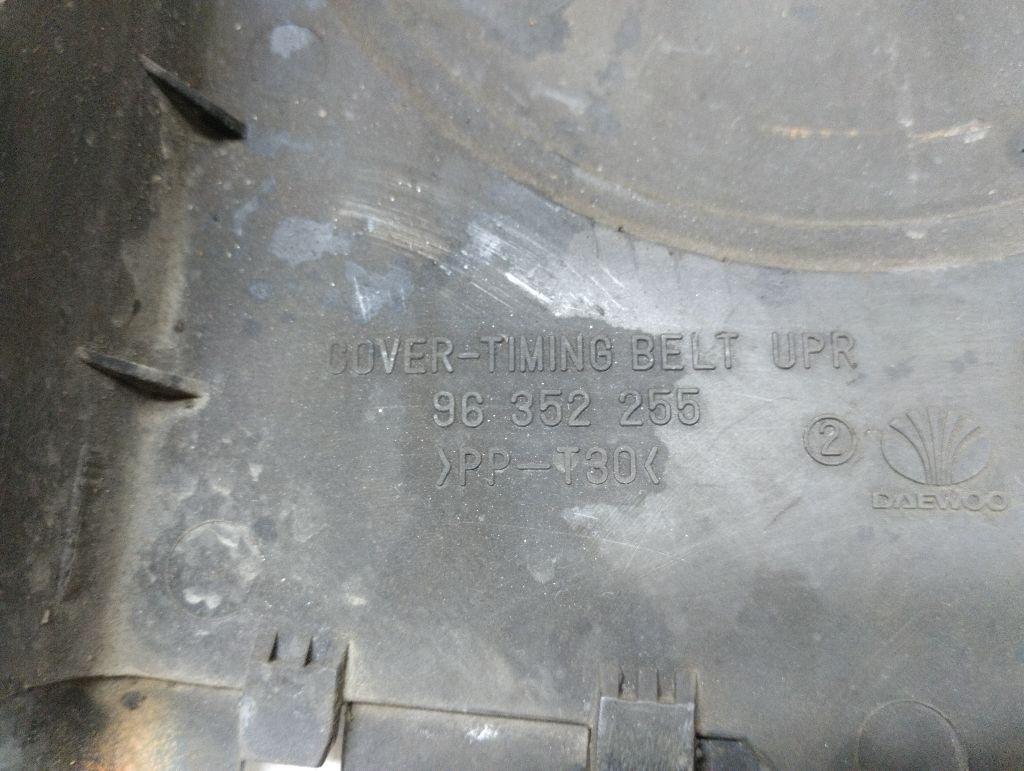 COVER-TIMING BELT UPR
96 352 255
>PP-T30<
2
DAEWOO